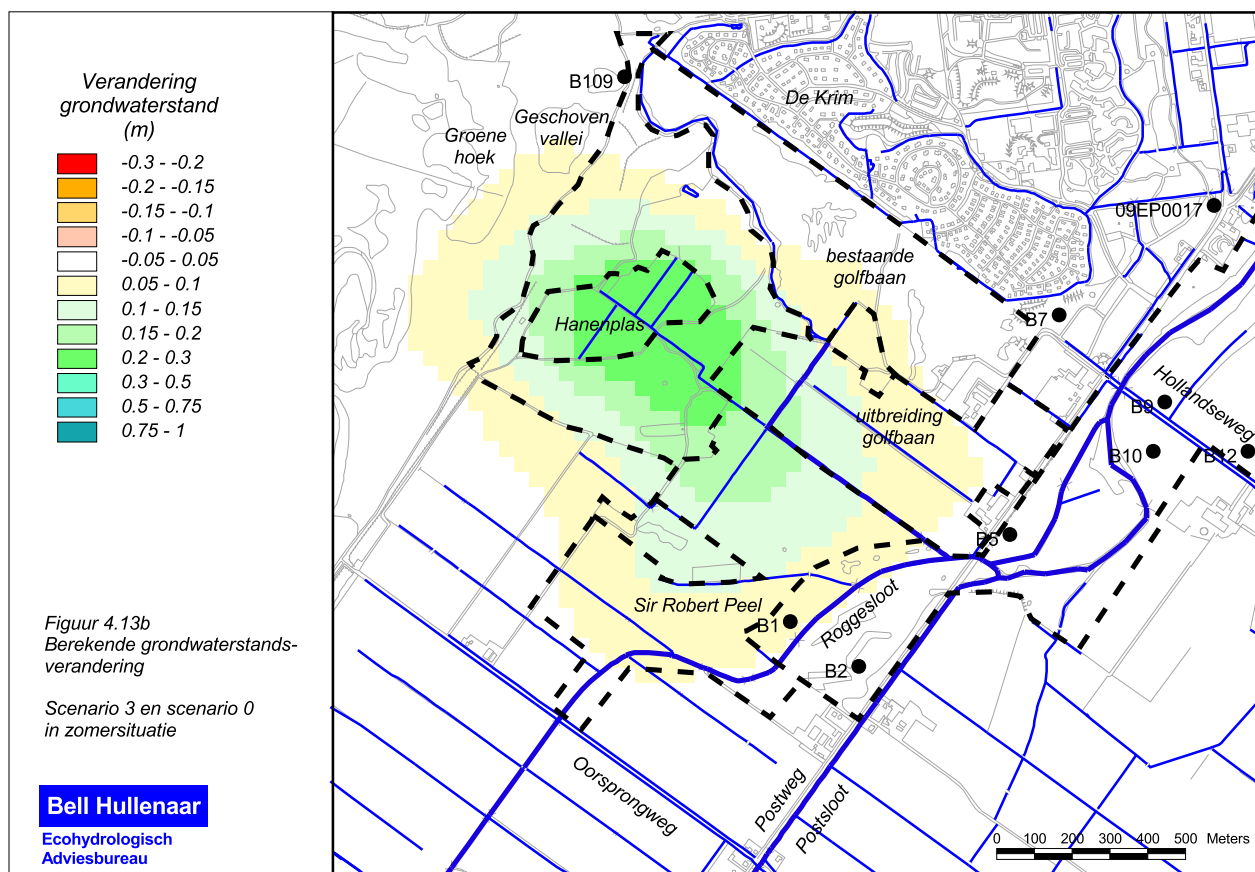 Verandering
grondwaterstand
(m)
-0.3 - -0.2
-0.2 - -0.15
-0.15 - -0.1
-0.1 - -0.05
-0.05 - 0.05
0.05 - 0.1
0.1 - 0.15
0.15 - 0.2
0.2 - 0.3
0.3 - 0.5
0.5 - 0.75
0.75 - 1
Figuur 4.13b
Berekende grondwaterstands-
verandering
Scenario 3 en scenario 0
in zomersituatie
Bell Hullenaar
Ecohydrologisch
Adviesbureau
B109
De Krim
Geschoven
vallei
Groene
hoek
09EP0017
bestaande
golfbaan
B7
Hanenplas
Hollandseweg
B9
uitbreiding
golfbaan
B10
B12
B5
Sir Robert Peel
B1
Roggesloot
B2
Oorsprongweg
Postweg
Postsloot
0 100 200 300 400 500 Meters